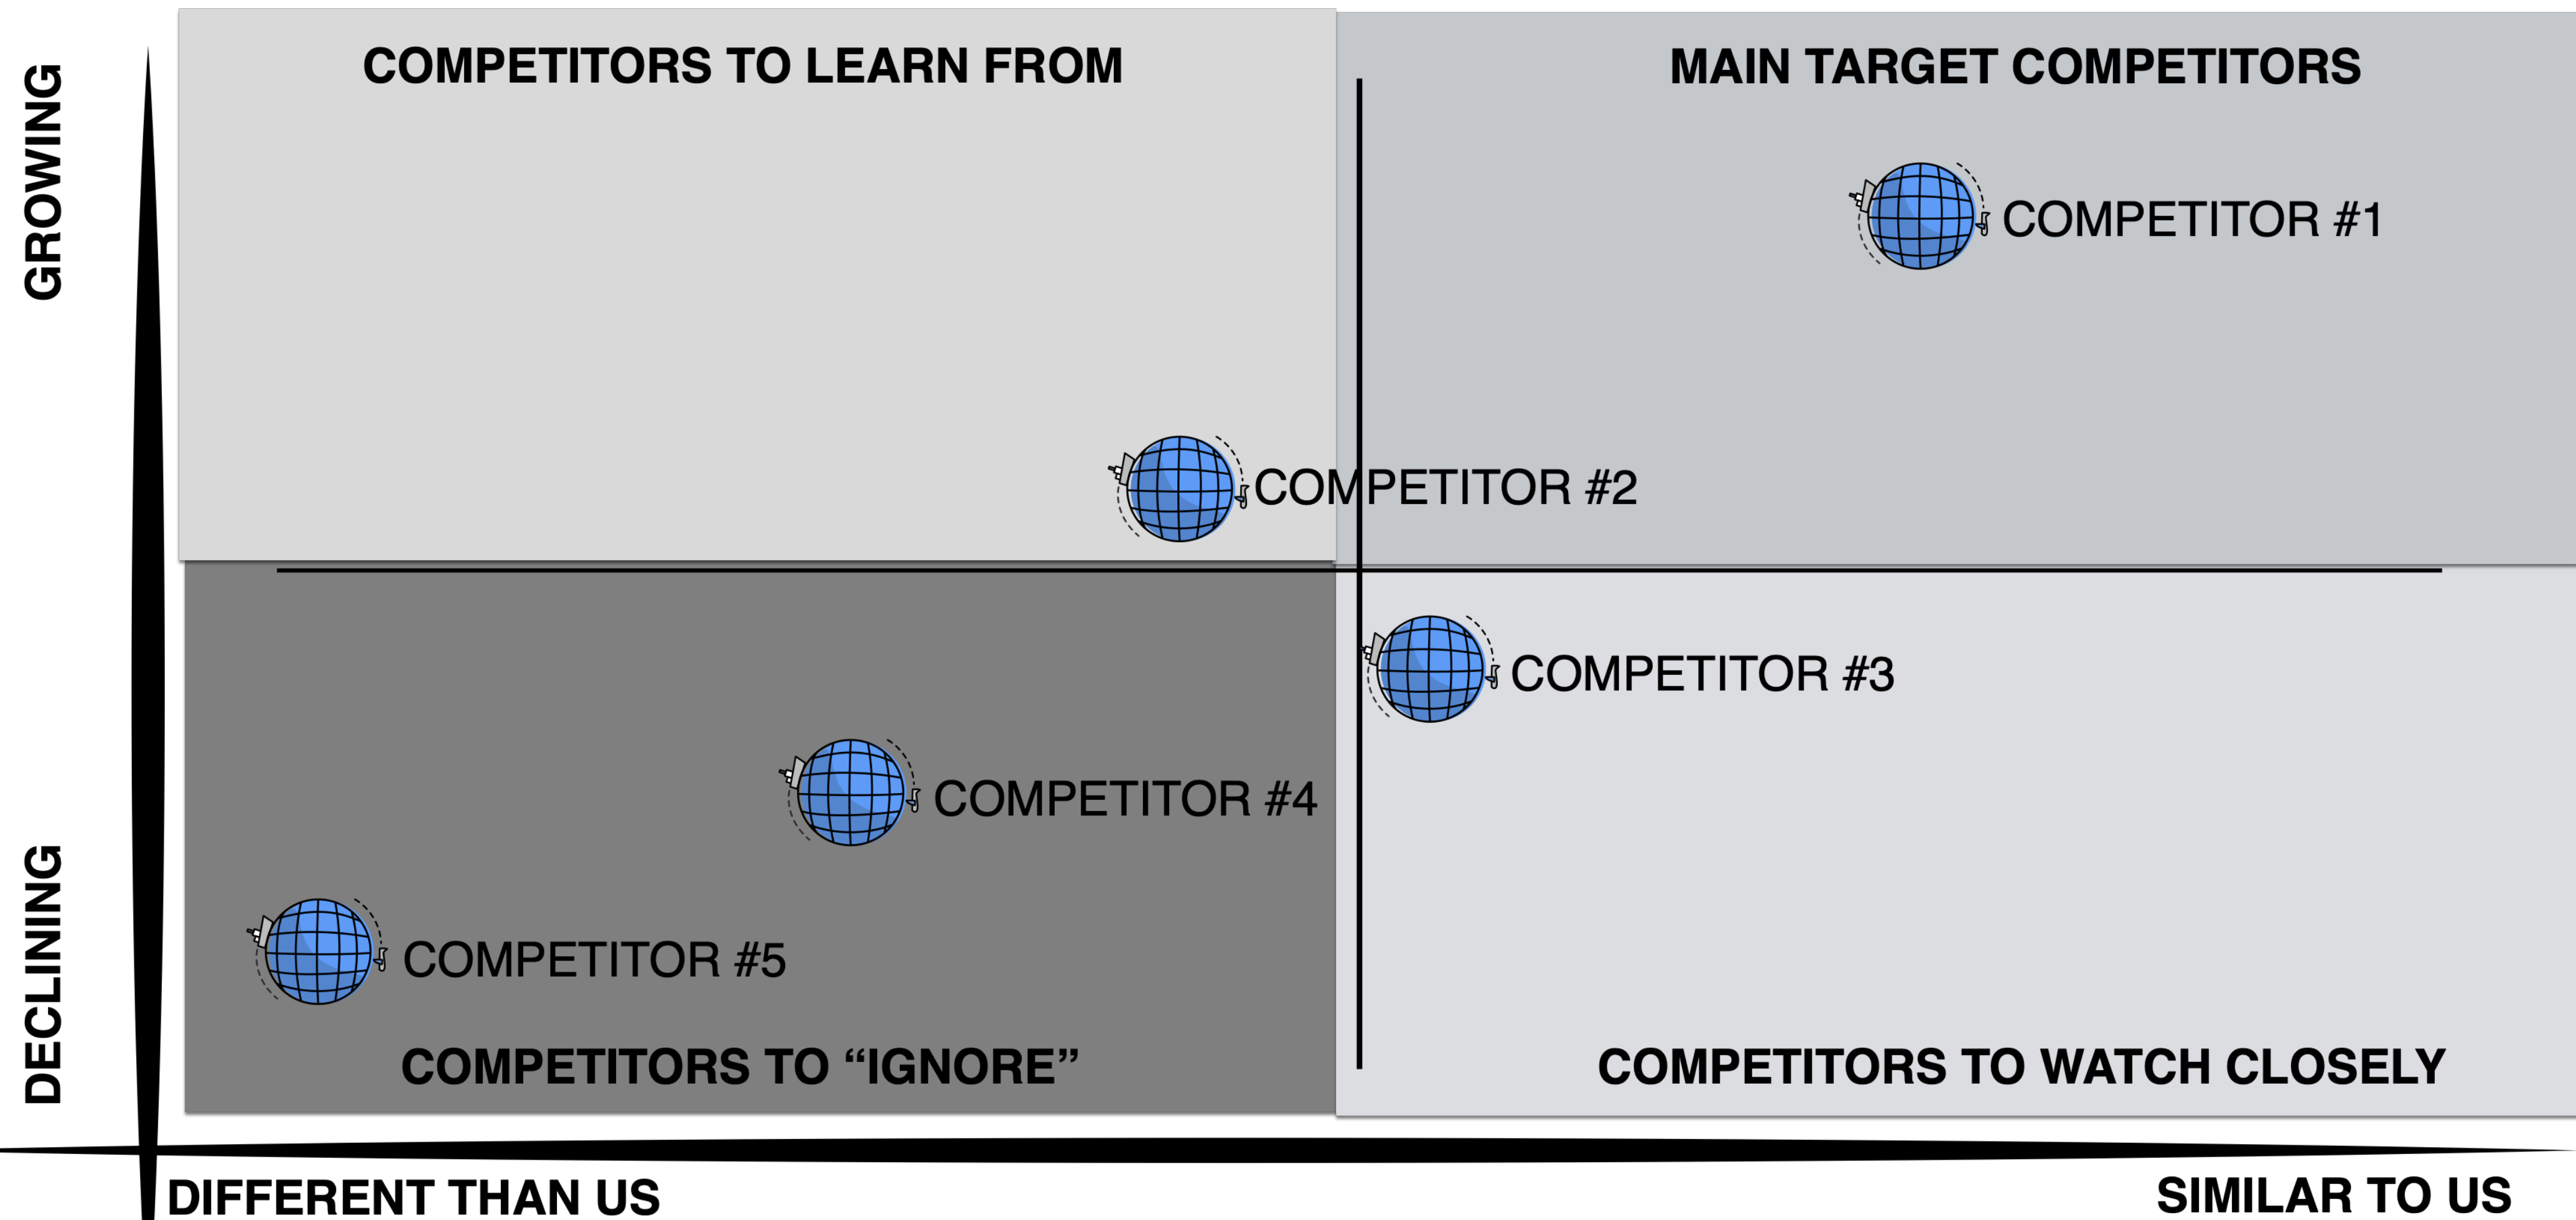 GROWING
COMPETITORS TO LEARN FROM
MAIN TARGET COMPETITORS
COMPETITOR #1
COMPETITOR #2
COMPETITOR #3
COMPETITOR #4
DECLINING
COMPETITOR #5
COMPETITORS TO “IGNORE”
COMPETITORS TO WATCH CLOSELY
DIFFERENT THAN US
SIMILAR TO US